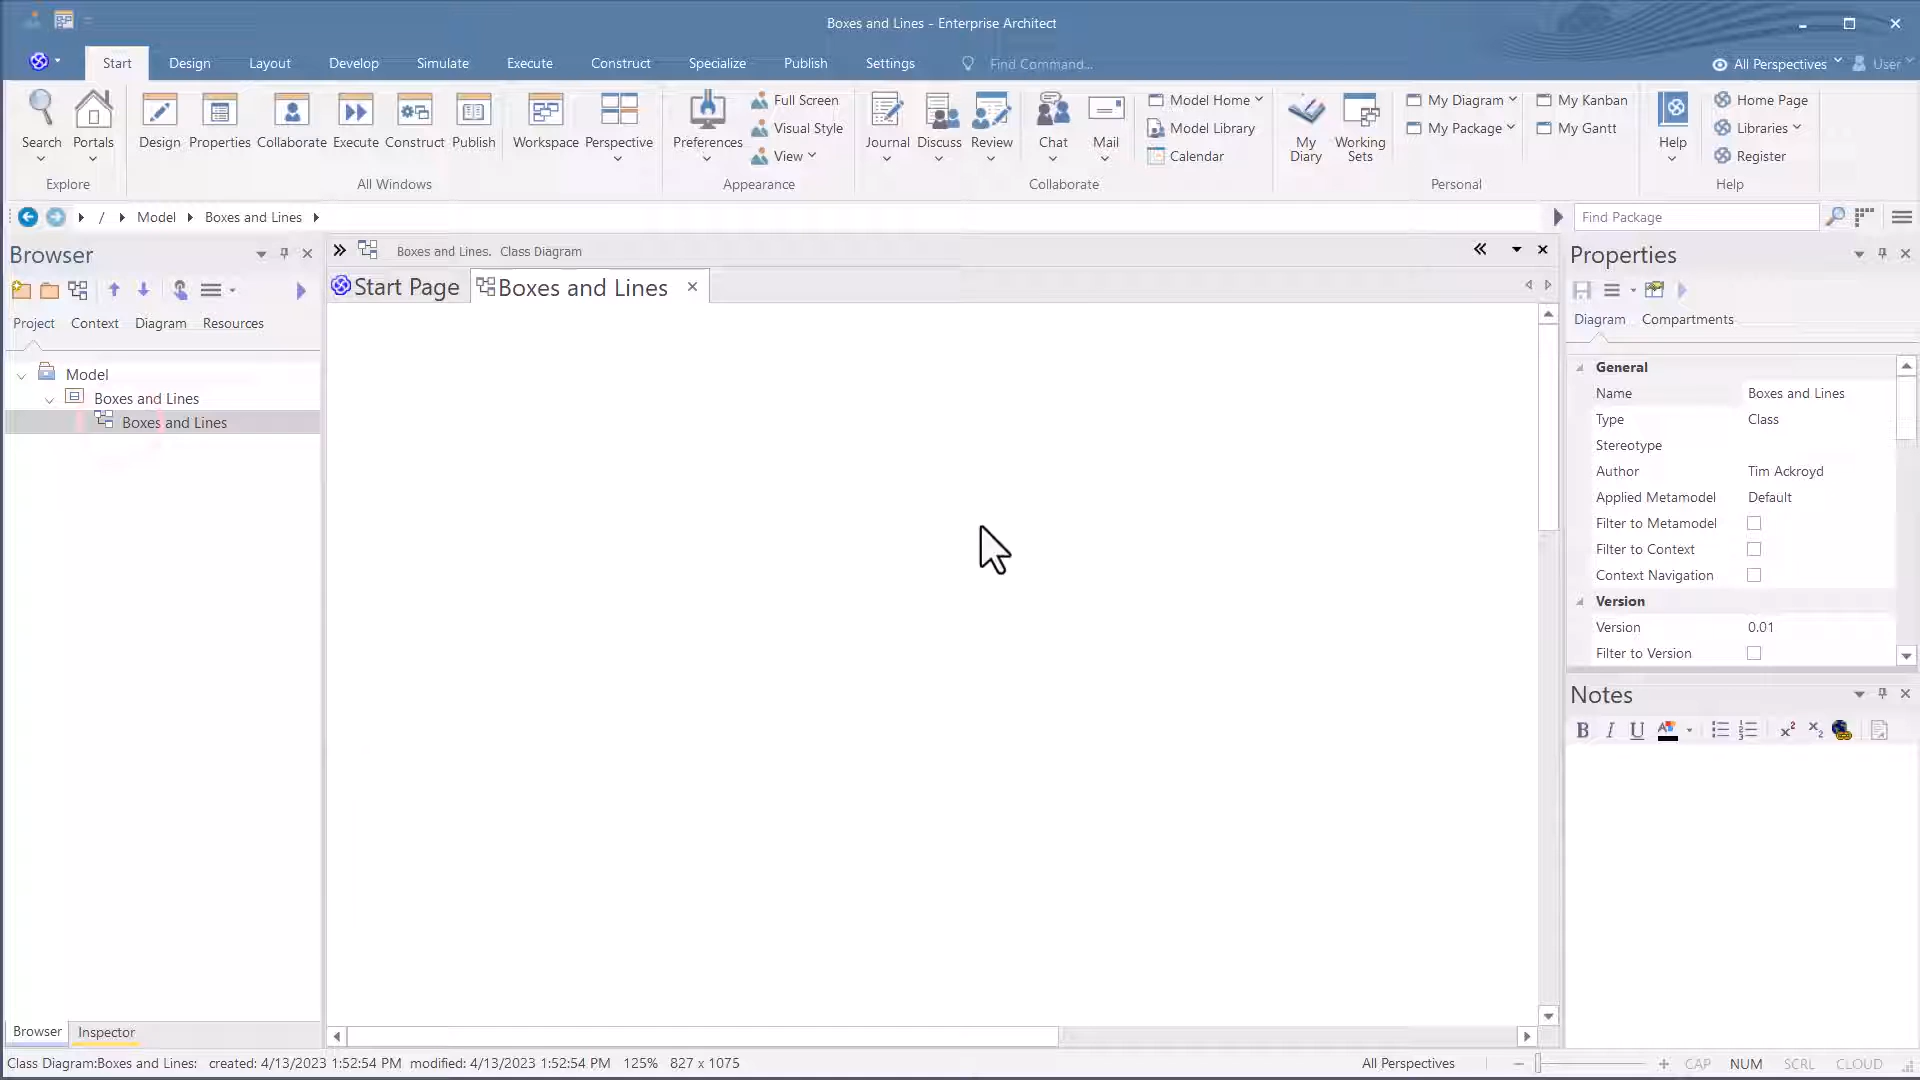 Boxes and Lines - Enterprise Architect
Start Design Layout Develop Simulate Execute Construct Specialize Publish Settings Find Command... All Perspectives User
Search Portals Design Properties Collaborate Execute Construct Publish Workspace Perspective Preferences Full Screen Visual Style View Journal Discuss Review Chat Mail Model Home Model Library Calendar My Diary Working Sets My Diagram My Package My Kanban My Gantt Help Home Page Libraries Register
Explore All Windows Appearance Collaborate Personal Help
/ Model Boxes and Lines Find Package
Browser
Project Context Diagram Resources
Model
Boxes and Lines
Boxes and Lines
Browser Inspector
Boxes and Lines. Class Diagram
Start Page Boxes and Lines
Properties
Diagram Compartments
General
Name Boxes and Lines
Type Class
Stereotype
Author Tim Ackroyd
Applied Metamodel Default
Filter to Metamodel
Filter to Context
Context Navigation
Version
Version 0.01
Filter to Version
Notes
B I U x² x₂
Class Diagram:Boxes and Lines: created: 4/13/2023 1:52:54 PM modified: 4/13/2023 1:52:54 PM 125% 827 x 1075 All Perspectives CAP NUM SCRL CLOUD